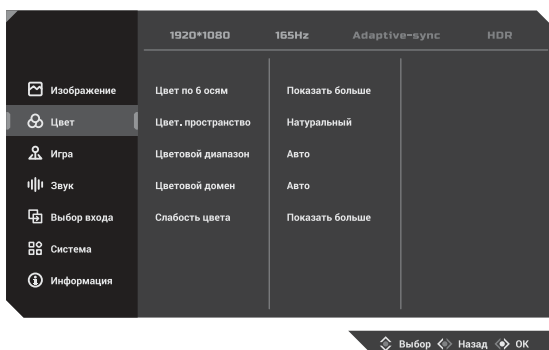 1920*1080 165Hz Adaptive-sync HDR
Изображение Цвет по 6 осям Показать больше
Цвет Цвет. пространство Натуральный
Игра Цветовой диапазон Авто
Звук Цветовой домен Авто
Выбор входа Слабость цвета Показать больше
Система
Информация
Выбор Назад OK